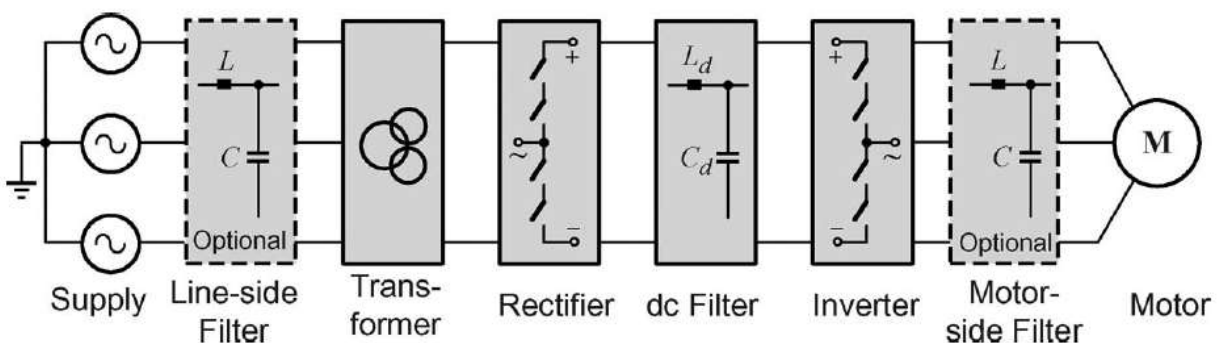 L
C
Optional
+
~
−
L_d
C_d
+
~
−
L
C
Optional
M
Supply
Line-side
Filter
Trans-
former
Rectifier
dc Filter
Inverter
Motor-
side Filter
Motor